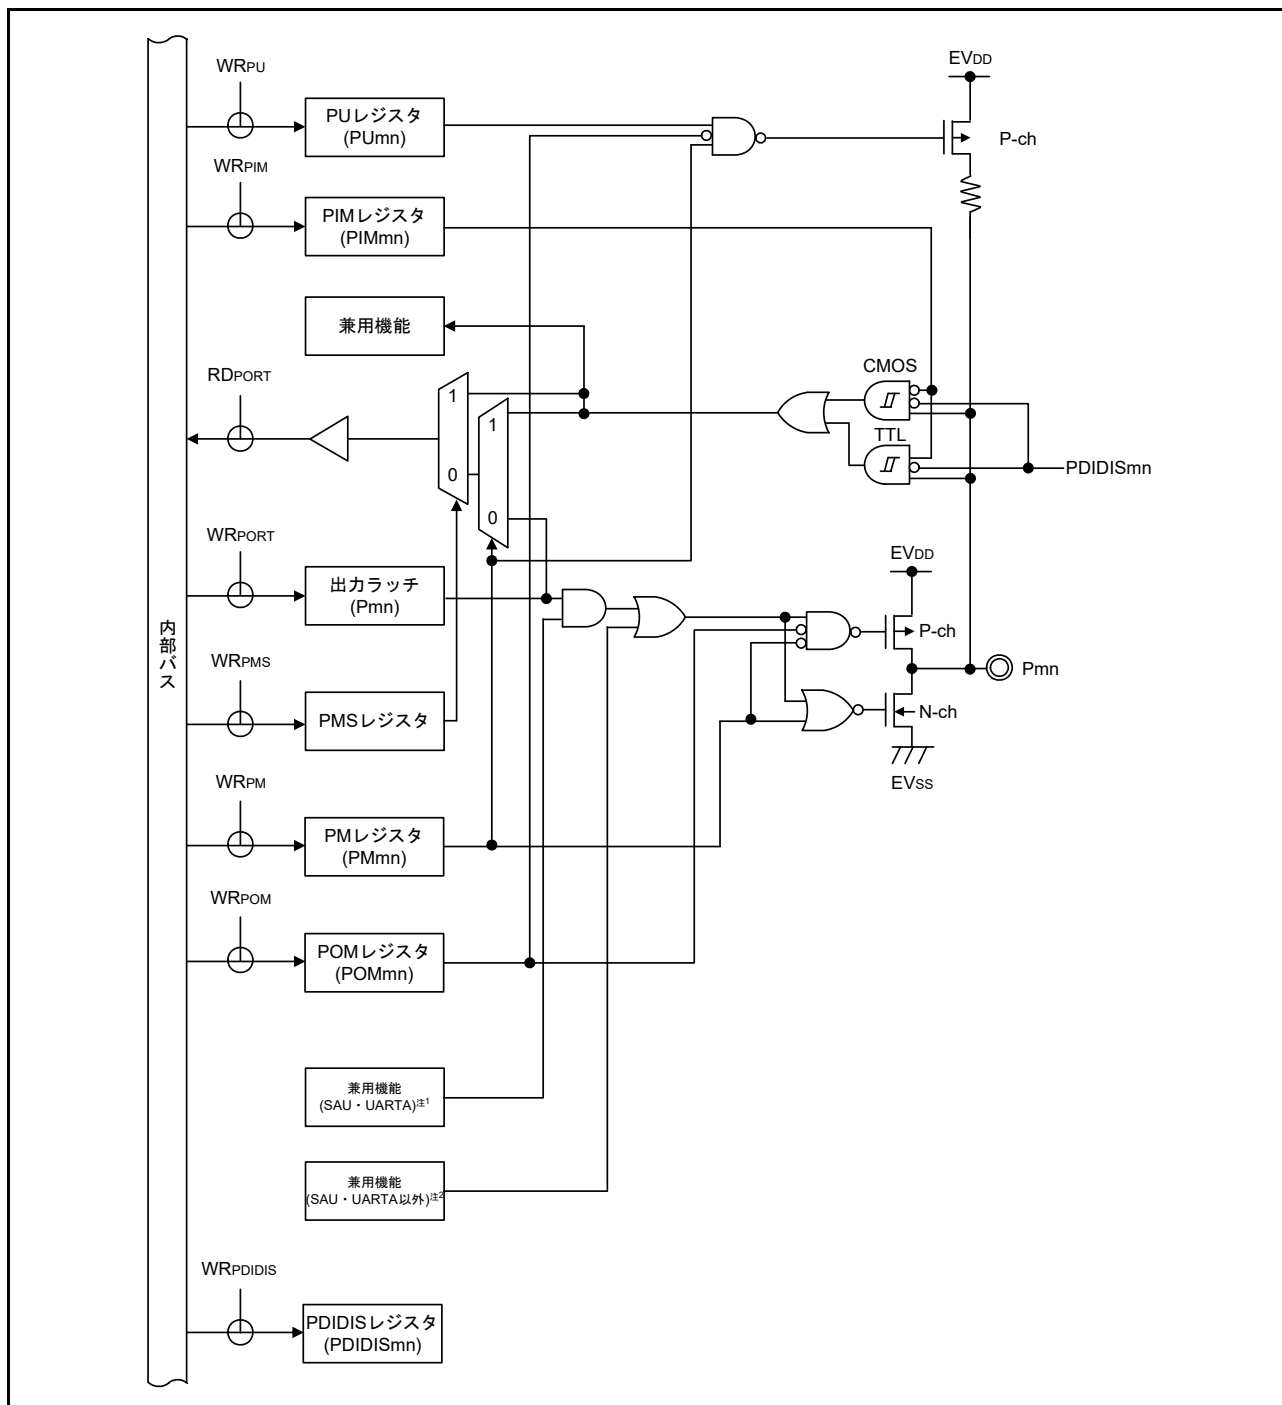 WRPU
PUレジスタ
(PUmn)
EVDD
P-ch
WRPIM
PIMレジスタ
(PIMmn)
兼用機能
RDPORT
1
0
1
0
CMOS
TTL
PDIDISmn
WRPORT
出力ラッチ
(Pmn)
EVDD
P-ch
Pmn
N-ch
EVSS
内部バス
WRPMS
PMSレジスタ
WRPM
PMレジスタ
(PMmn)
WRPOM
POMレジスタ
(POMmn)
兼用機能
(SAU・UARTA)注1
兼用機能
(SAU・UARTA以外)注2
WRPDIDIS
PDIDISレジスタ
(PDIDISmn)